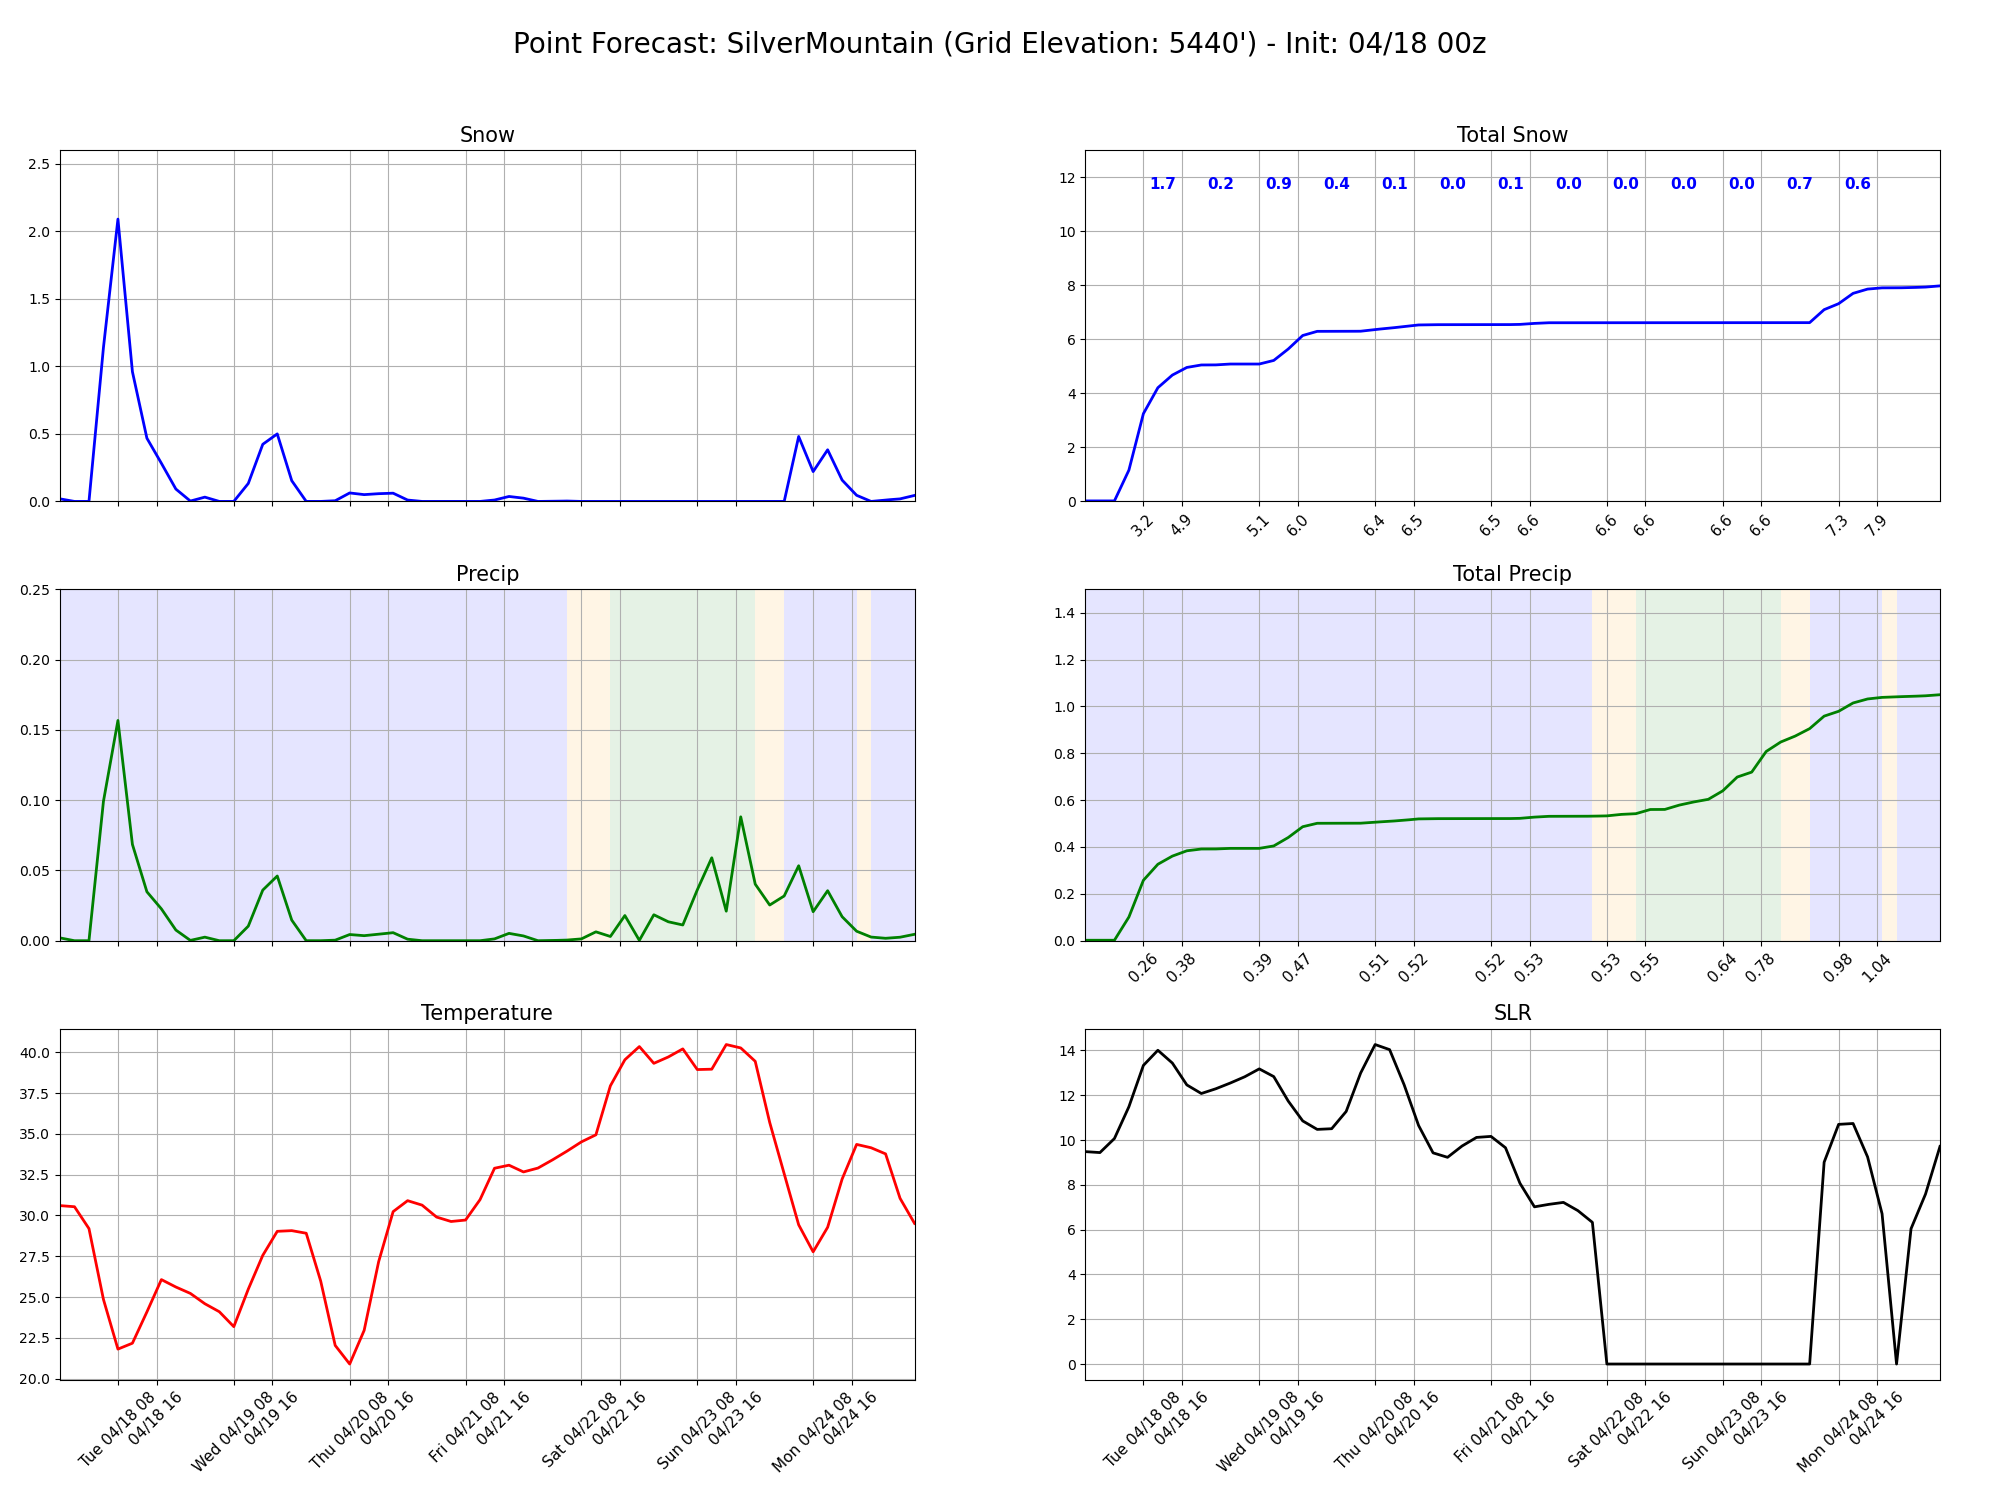 Point Forecast: SilverMountain (Grid Elevation: 5440') - Init: 04/18 00z
Snow
2.5
2.0
1.5
1.0
0.5
0.0
Total Snow
12
10
8
6
4
2
0
1.7 0.2 0.9 0.4 0.1 0.0 0.1 0.0 0.0 0.0 0.0 0.7 0.6
3.2 4.9 5.1 6.0 6.4 6.5 6.5 6.6 6.6 6.6 6.6 6.6 7.3 7.9
Precip
0.25
0.20
0.15
0.10
0.05
0.00
Total Precip
1.4
1.2
1.0
0.8
0.6
0.4
0.2
0.0
0.26 0.38 0.39 0.47 0.51 0.52 0.52 0.53 0.53 0.55 0.64 0.78 0.98 1.04
Temperature
40.0
37.5
35.0
32.5
30.0
27.5
25.0
22.5
20.0
Tue 04/18 08
04/18 16
Wed 04/19 08
04/19 16
Thu 04/20 08
04/20 16
Fri 04/21 08
04/21 16
Sat 04/22 08
04/22 16
Sun 04/23 08
04/23 16
Mon 04/24 08
04/24 16
SLR
14
12
10
8
6
4
2
0
Tue 04/18 08
04/18 16
Wed 04/19 08
04/19 16
Thu 04/20 08
04/20 16
Fri 04/21 08
04/21 16
Sat 04/22 08
04/22 16
Sun 04/23 08
04/23 16
Mon 04/24 08
04/24 16